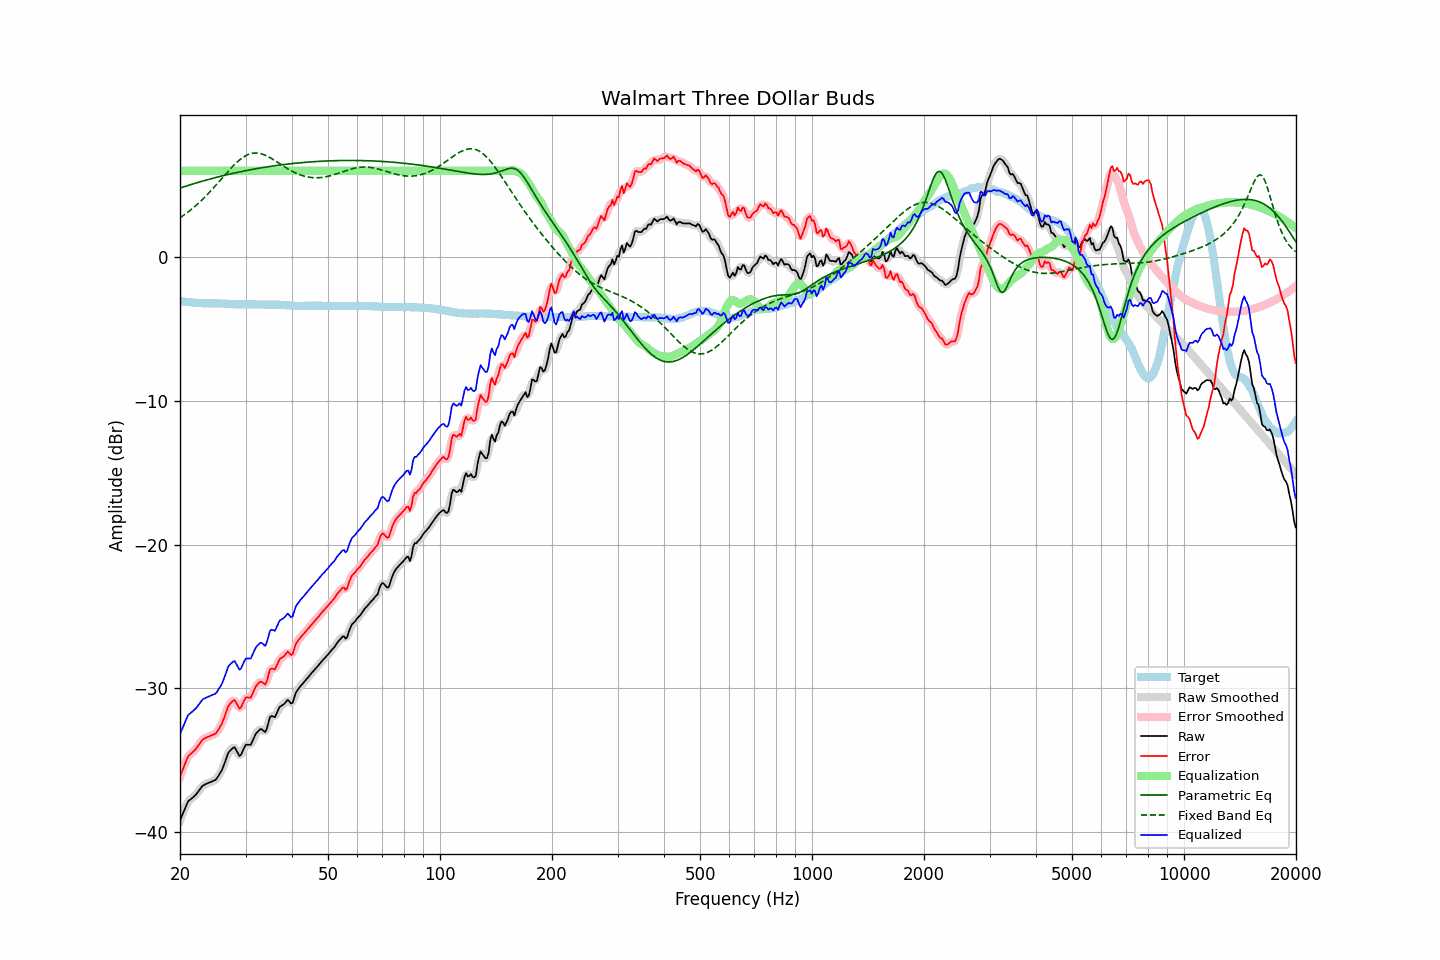 Walmart Three DOllar Buds
0
−10
−20
−30
−40
Amplitude (dBr)
20
50
100
200
500
1000
2000
5000
10000
20000
Frequency (Hz)
Target
Raw Smoothed
Error Smoothed
Raw
Error
Equalization
Parametric Eq
Fixed Band Eq
Equalized